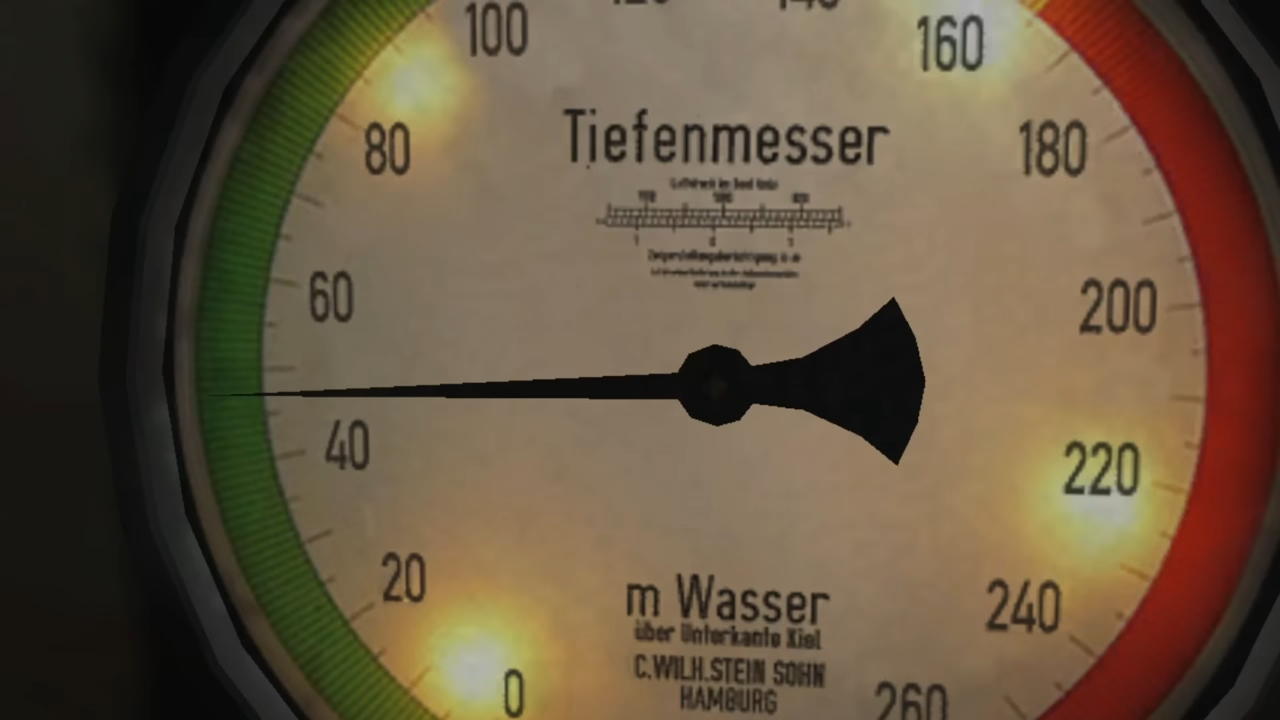 100
160
80
Tiefenmesser
180
60
200
40
220
20
m Wasser
240
über Unterkante Kiel
C.WILH.STEIN SOHN
0
HAMBURG
260